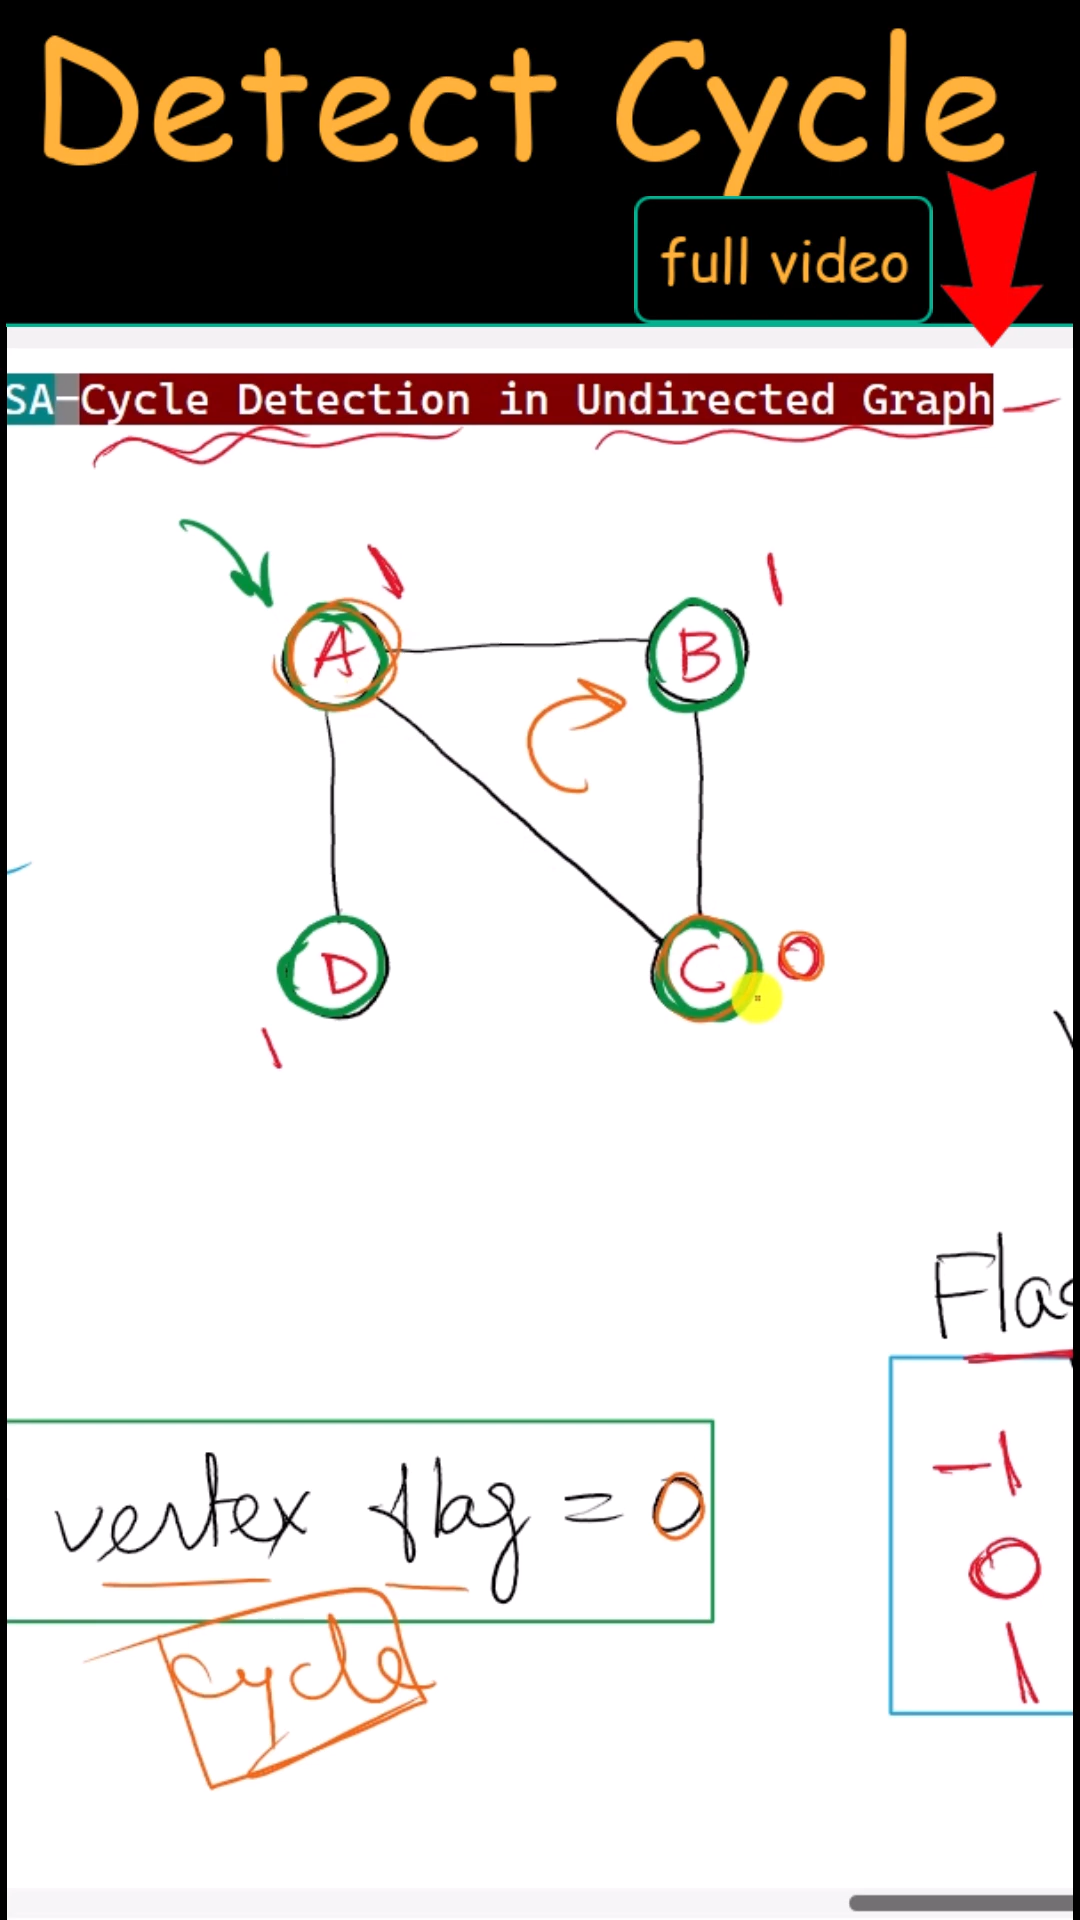 Detect Cycle
full video
SA-Cycle Detection in Undirected Graph
1
1
A
B
D
C
0
1
Flag
-1
0
1
vertex flag = 0
cycle